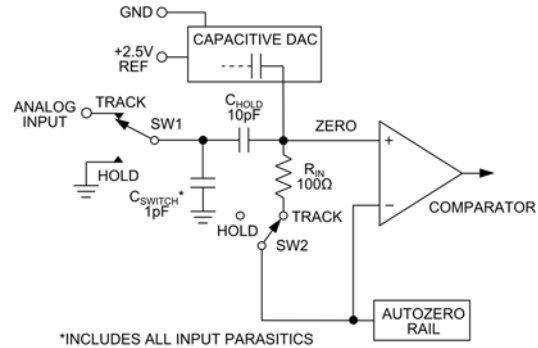 GND
CAPACITIVE DAC
+2.5V
REF
ANALOG
INPUT
TRACK
SW1
C_HOLD
10pF
ZERO
+
HOLD
C_SWITCH*
1pF
R_IN
100Ω
−
COMPARATOR
HOLD
TRACK
SW2
AUTOZERO
RAIL
*INCLUDES ALL INPUT PARASITICS